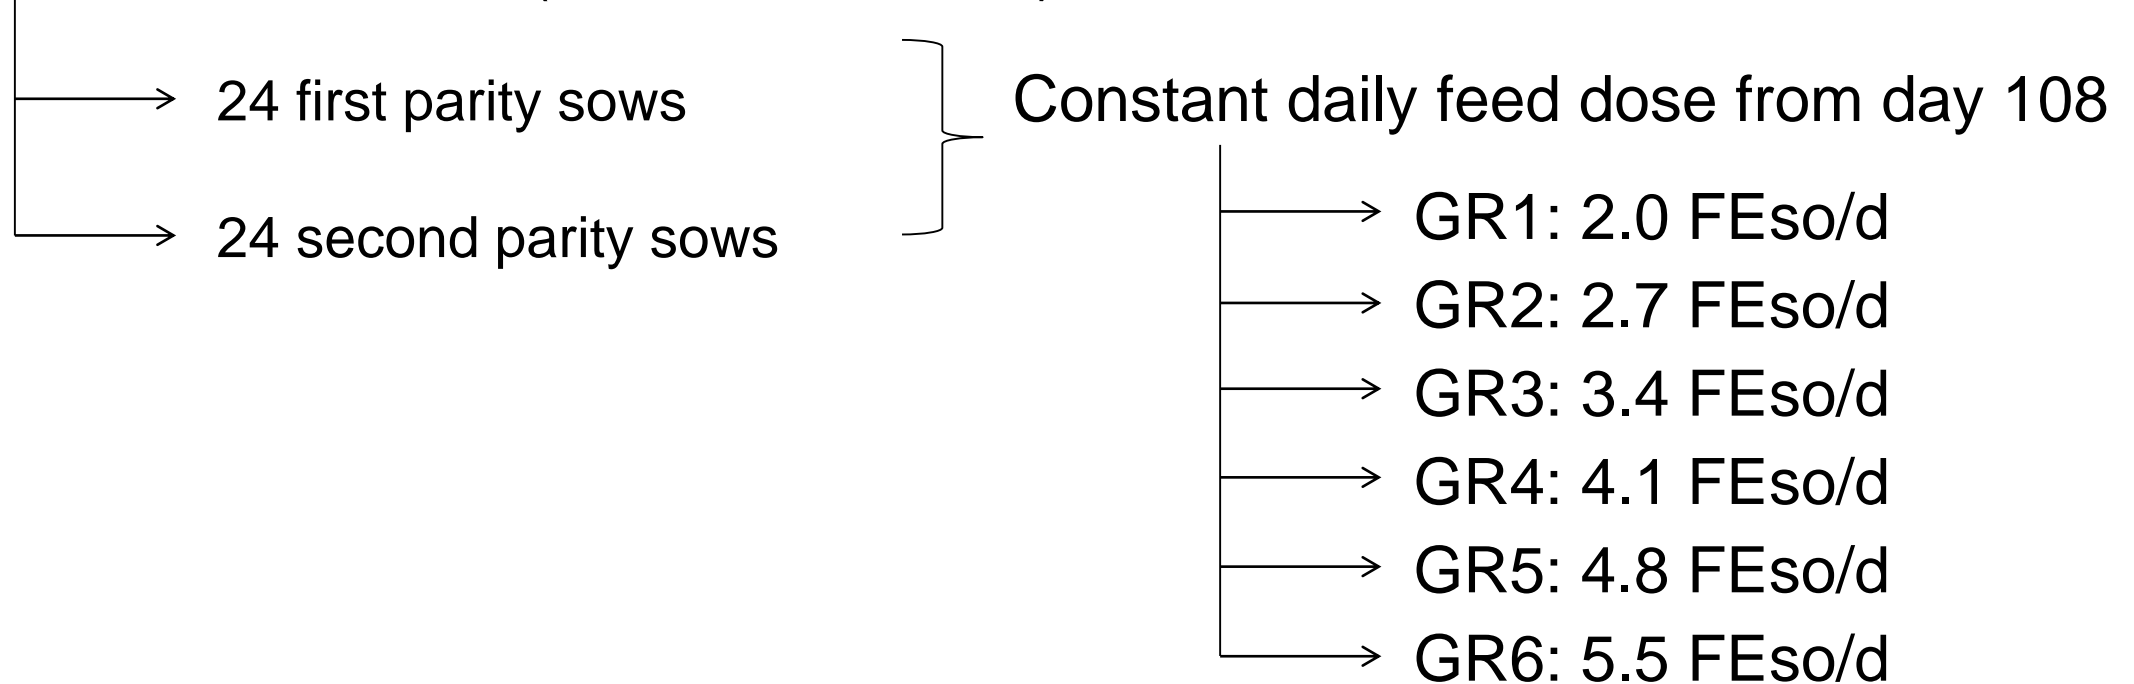 24 first parity sows
24 second parity sows
Constant daily feed dose from day 108
GR1: 2.0 FEso/d
GR2: 2.7 FEso/d
GR3: 3.4 FEso/d
GR4: 4.1 FEso/d
GR5: 4.8 FEso/d
GR6: 5.5 FEso/d